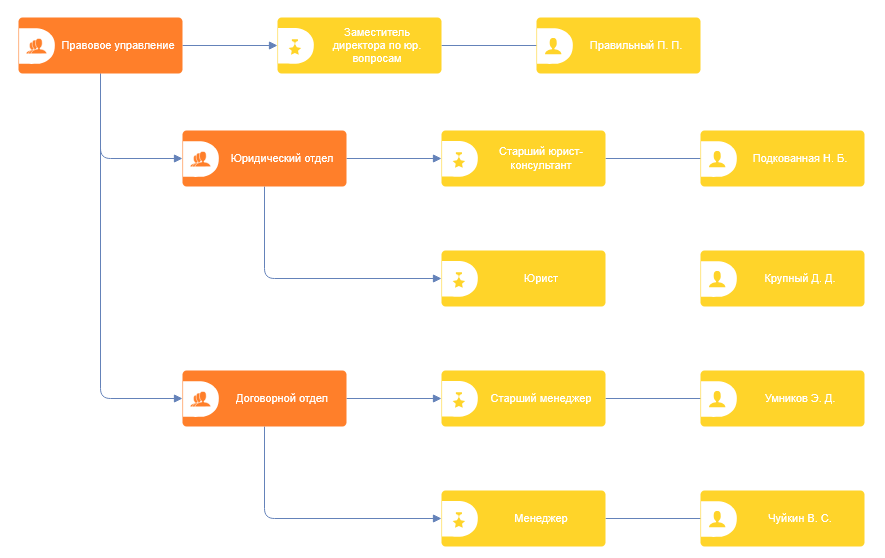 Правовое управление
Заместитель
директора по юр.
вопросам
Правильный П. П.
Юридический отдел
Старший юрист-
консультант
Подкованная Н. Б.
Юрист
Крупный Д. Д.
Договорной отдел
Старший менеджер
Умников Э. Д.
Менеджер
Чуйкин В. С.